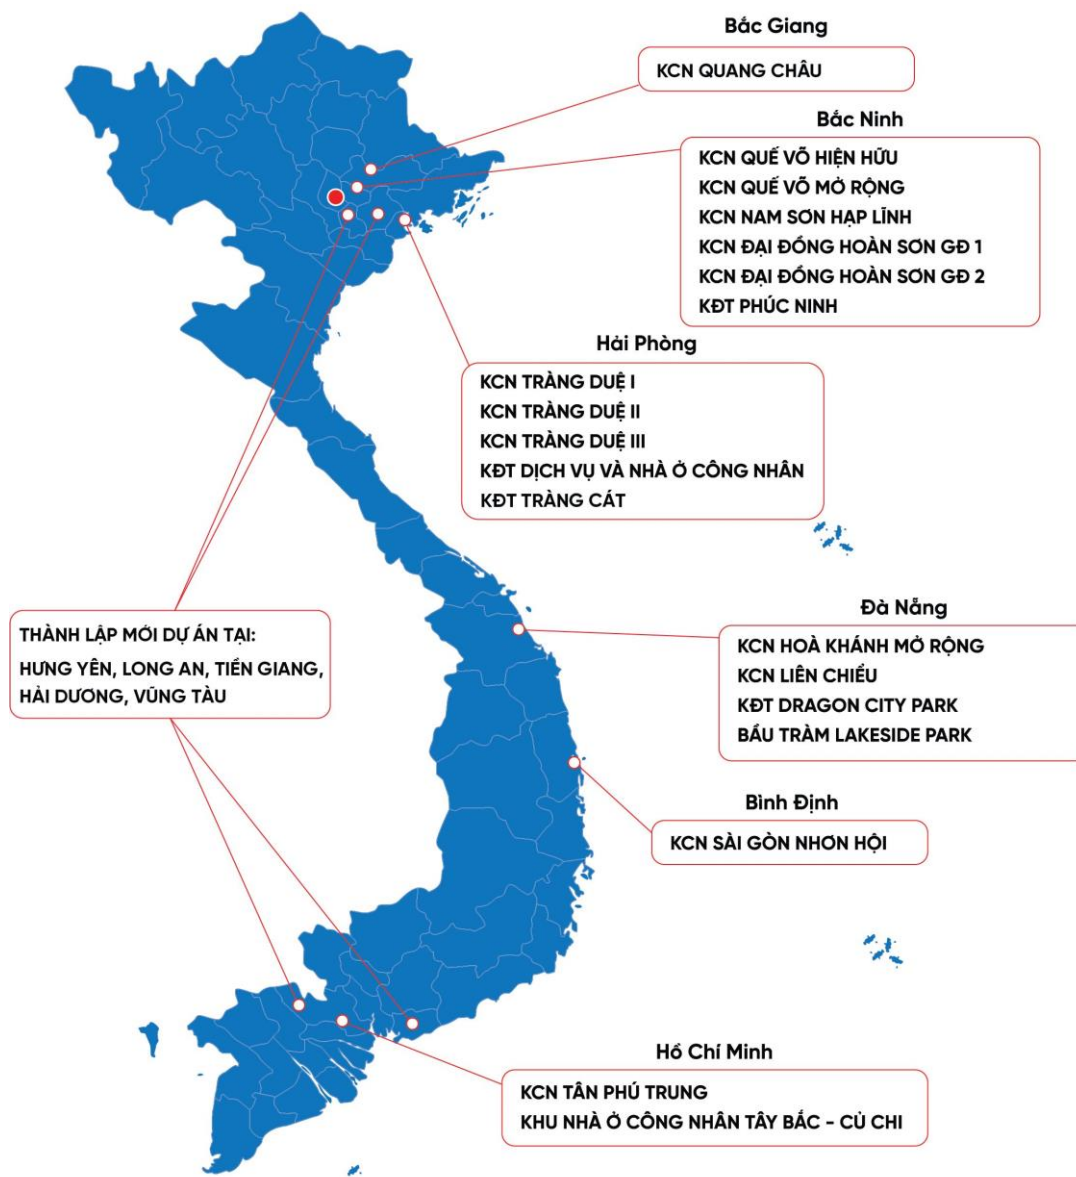 Bắc Giang
KCN QUANG CHÂU
Bắc Ninh
KCN QUẾ VÕ HIỆN HỮU
KCN QUẾ VÕ MỞ RỘNG
KCN NAM SƠN HẠP LĨNH
KCN ĐẠI ĐỒNG HOÀN SƠN GĐ 1
KCN ĐẠI ĐỒNG HOÀN SƠN GĐ 2
KĐT PHÚC NINH
Hải Phòng
KCN TRÀNG DUỆ I
KCN TRÀNG DUỆ II
KCN TRÀNG DUỆ III
KĐT DỊCH VỤ VÀ NHÀ Ở CÔNG NHÂN
KĐT TRÀNG CÁT
THÀNH LẬP MỚI DỰ ÁN TẠI:
HƯNG YÊN, LONG AN, TIỀN GIANG,
HẢI DƯƠNG, VŨNG TÀU
Đà Nẵng
KCN HOÀ KHÁNH MỞ RỘNG
KCN LIÊN CHIỂU
KĐT DRAGON CITY PARK
BẦU TRÀM LAKESIDE PARK
Bình Định
KCN SÀI GÒN NHƠN HỘI
Hồ Chí Minh
KCN TÂN PHÚ TRUNG
KHU NHÀ Ở CÔNG NHÂN TÂY BẮC - CỦ CHI